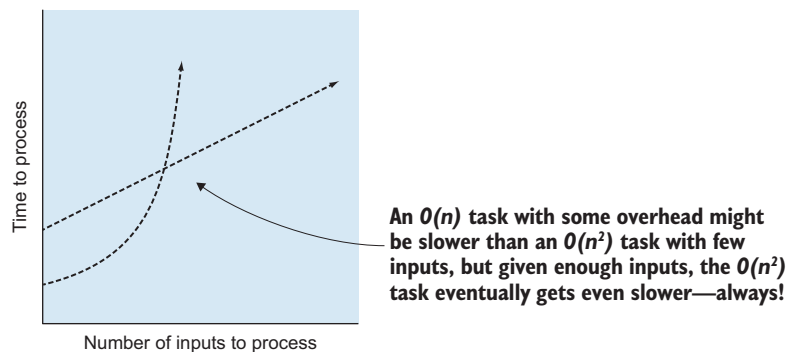 Time to process
Number of inputs to process
An O(n) task with some overhead might
be slower than an O(n²) task with few
inputs, but given enough inputs, the O(n²)
task eventually gets even slower—always!